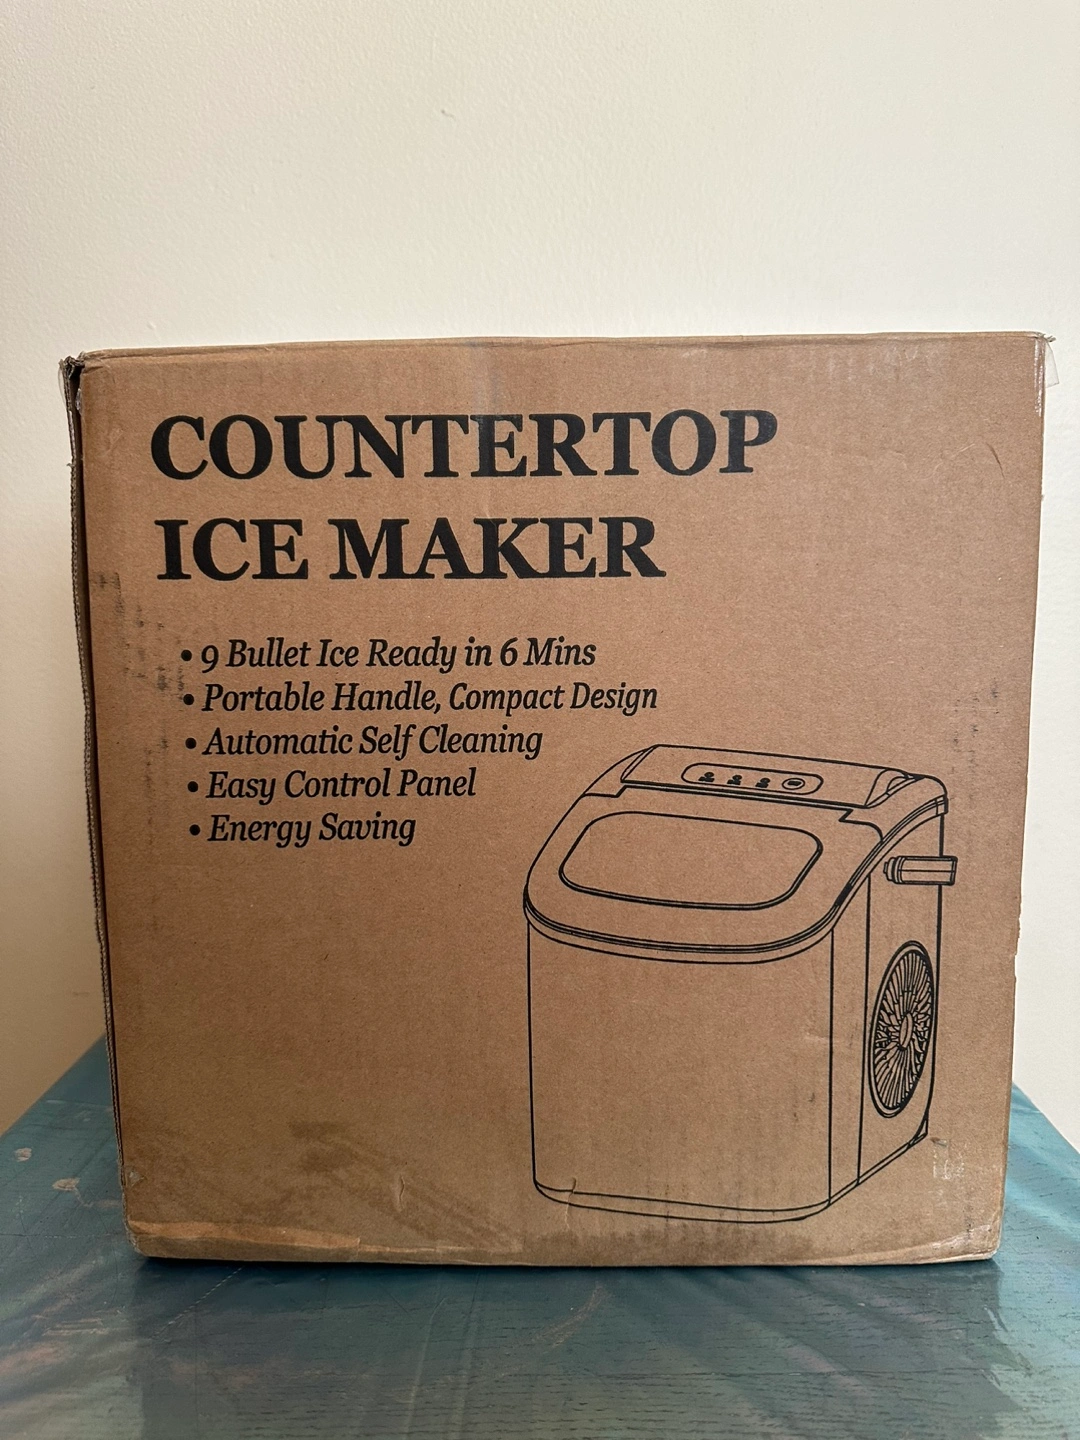 COUNTERTOP
ICE MAKER
• 9 Bullet Ice Ready in 6 Mins
• Portable Handle, Compact Design
• Automatic Self Cleaning
• Easy Control Panel
• Energy Saving